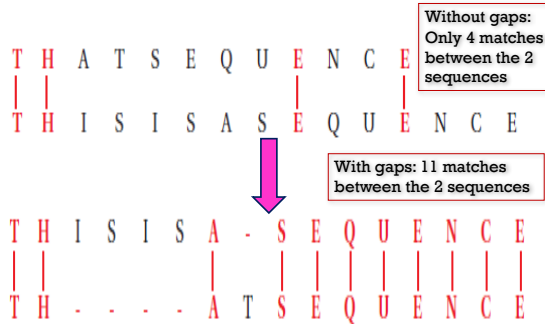 Without gaps:
Only 4 matches
between the 2
sequences
T H A T S E Q U E N C E
T H I S I S A S E Q U E N C E
With gaps: 11 matches
between the 2 sequences
T H I S I S A - S E Q U E N C E
T H - - - - A T S E Q U E N C E